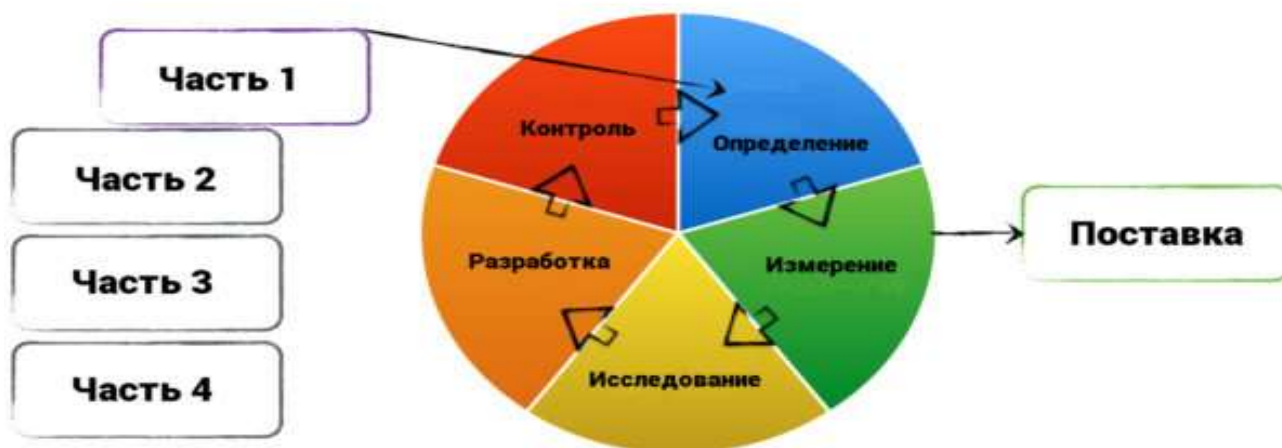 Часть 1
Часть 2
Часть 3
Часть 4
Контроль
Определение
Разработка
Измерение
Исследование
Поставка